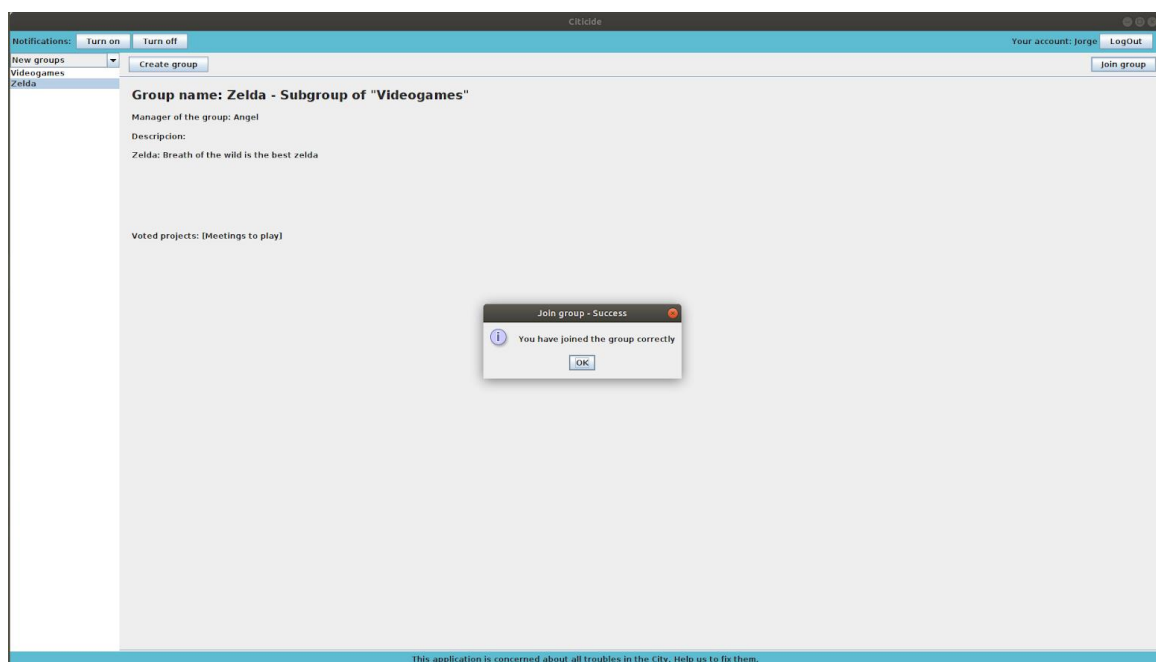 Citicide
Notifications: Turn on Turn off Your account: Jorge LogOut
New groups Create group Join group
Videogames
Zelda
Group name: Zelda - Subgroup of "Videogames"
Manager of the group: Angel
Descripcion:
Zelda: Breath of the wild is the best zelda
Voted projects: [Meetings to play]
Join group - Success
You have joined the group correctly
OK
This application is concerned about all troubles in the City. Help us to fix them.